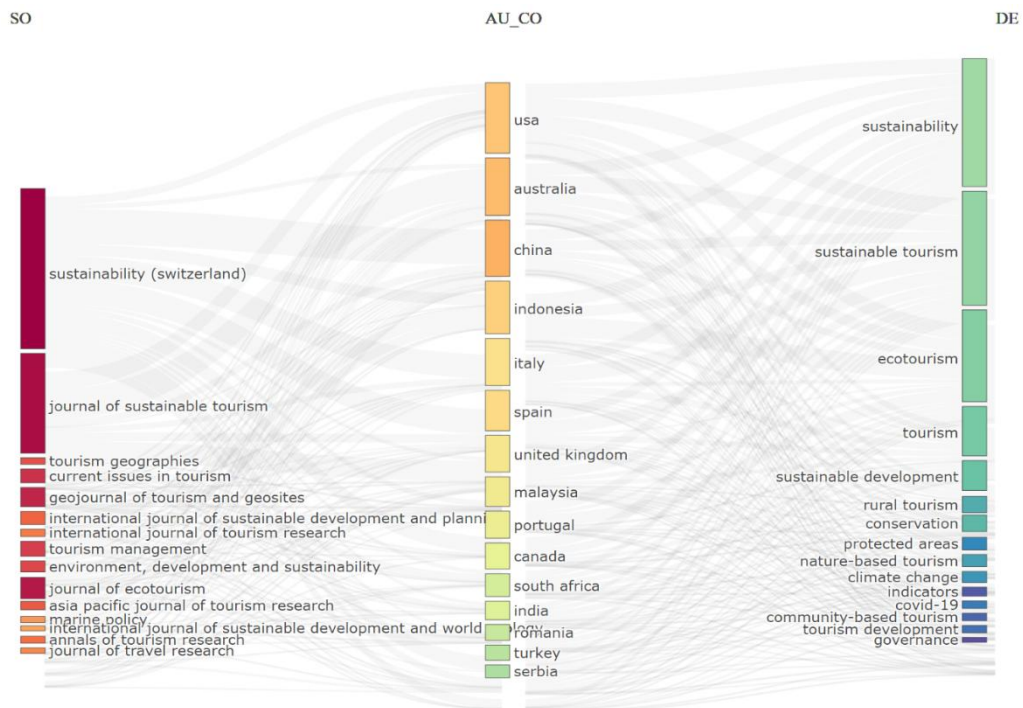 SO
AU_CO
DE
sustainability (switzerland)
journal of sustainable tourism
tourism geographies
current issues in tourism
geojournal of tourism and geosites
international journal of sustainable development and planni
international journal of tourism research
tourism management
environment, development and sustainability
journal of ecotourism
asia pacific journal of tourism research
marine policy
international journal of sustainable development and world
annals of tourism research
journal of travel research
usa
australia
china
indonesia
italy
spain
united kingdom
malaysia
portugal
canada
south africa
india
romania
turkey
serbia
sustainability
sustainable tourism
ecotourism
tourism
sustainable development
rural tourism
conservation
protected areas
nature-based tourism
climate change
indicators
covid-19
community-based tourism
tourism development
governance